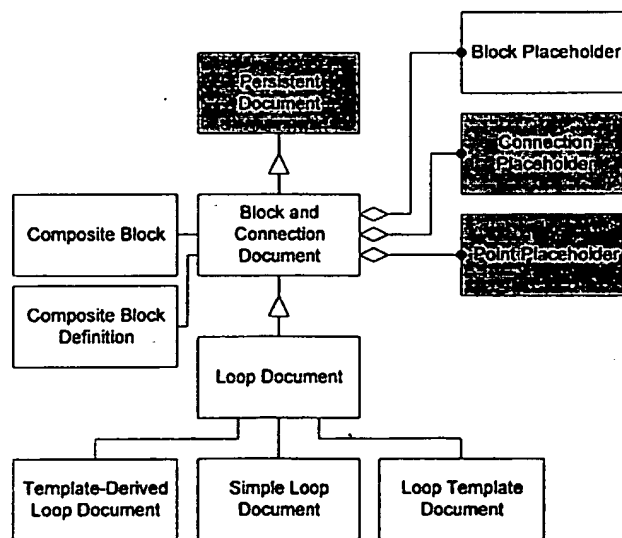 Block Placeholder
Persistent
Document
Connection
Placeholder
Block and
Connection
Document
Composite Block
Point Placeholder
Composite Block
Definition
Loop Document
Template-Derived
Loop Document
Simple Loop
Document
Loop Template
Document